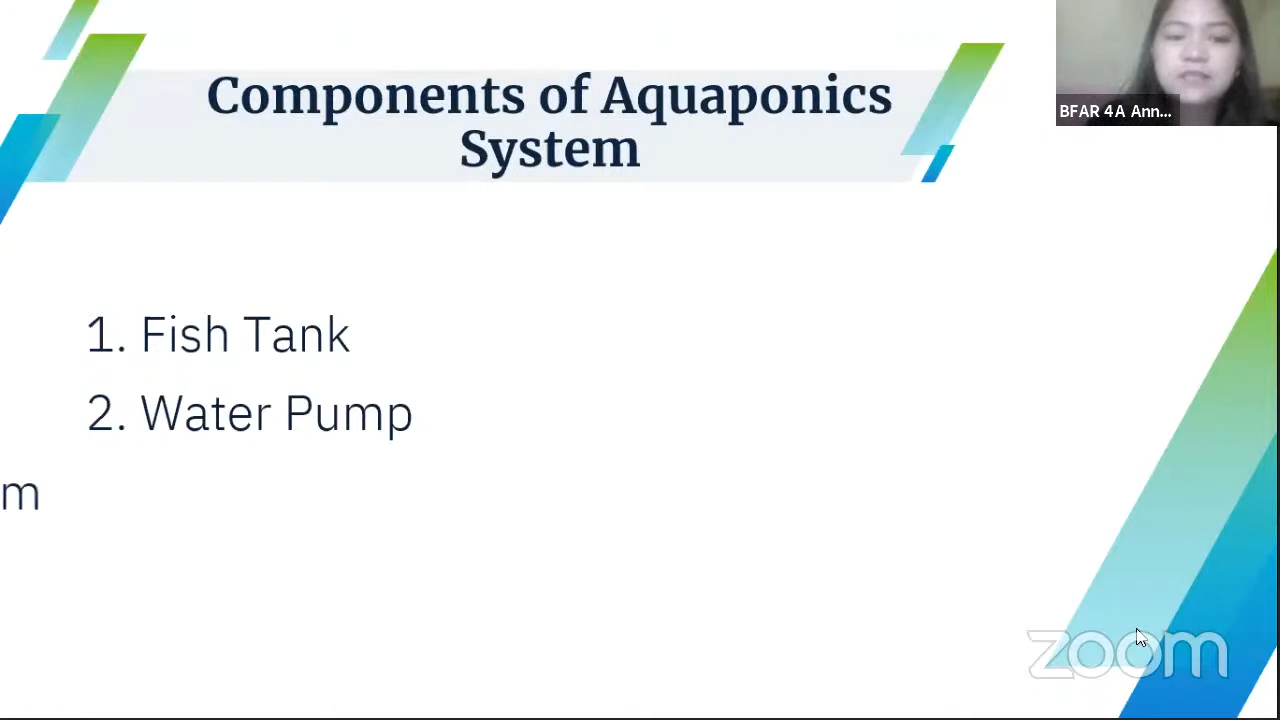 Components of Aquaponics
System
BFAR 4A Ann...
1. Fish Tank
2. Water Pump
m
zoom